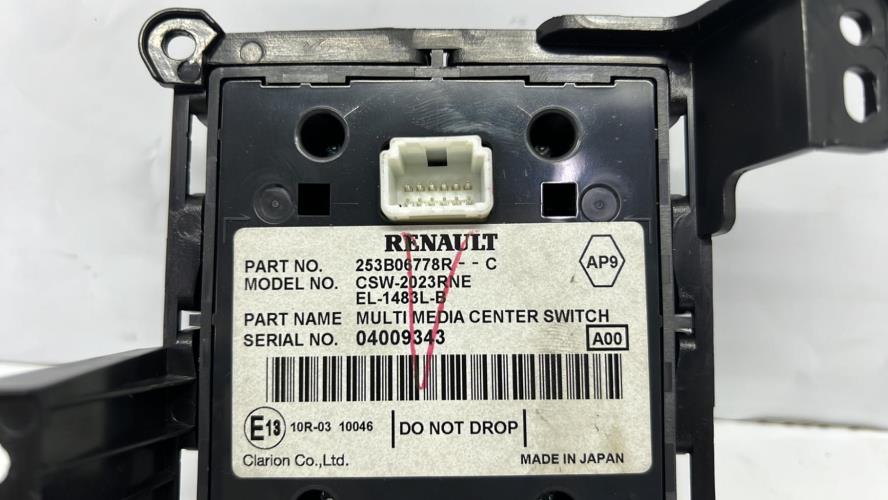 RENAULT
PART NO. 253B06778R - - C
AP9
MODEL NO. CSW-2023RNE
EL-1483L-B
PART NAME MULTI MEDIA CENTER SWITCH
SERIAL NO. 04009343 A00
E13 10R-03 10046 DO NOT DROP
Clarion Co.,Ltd. MADE IN JAPAN